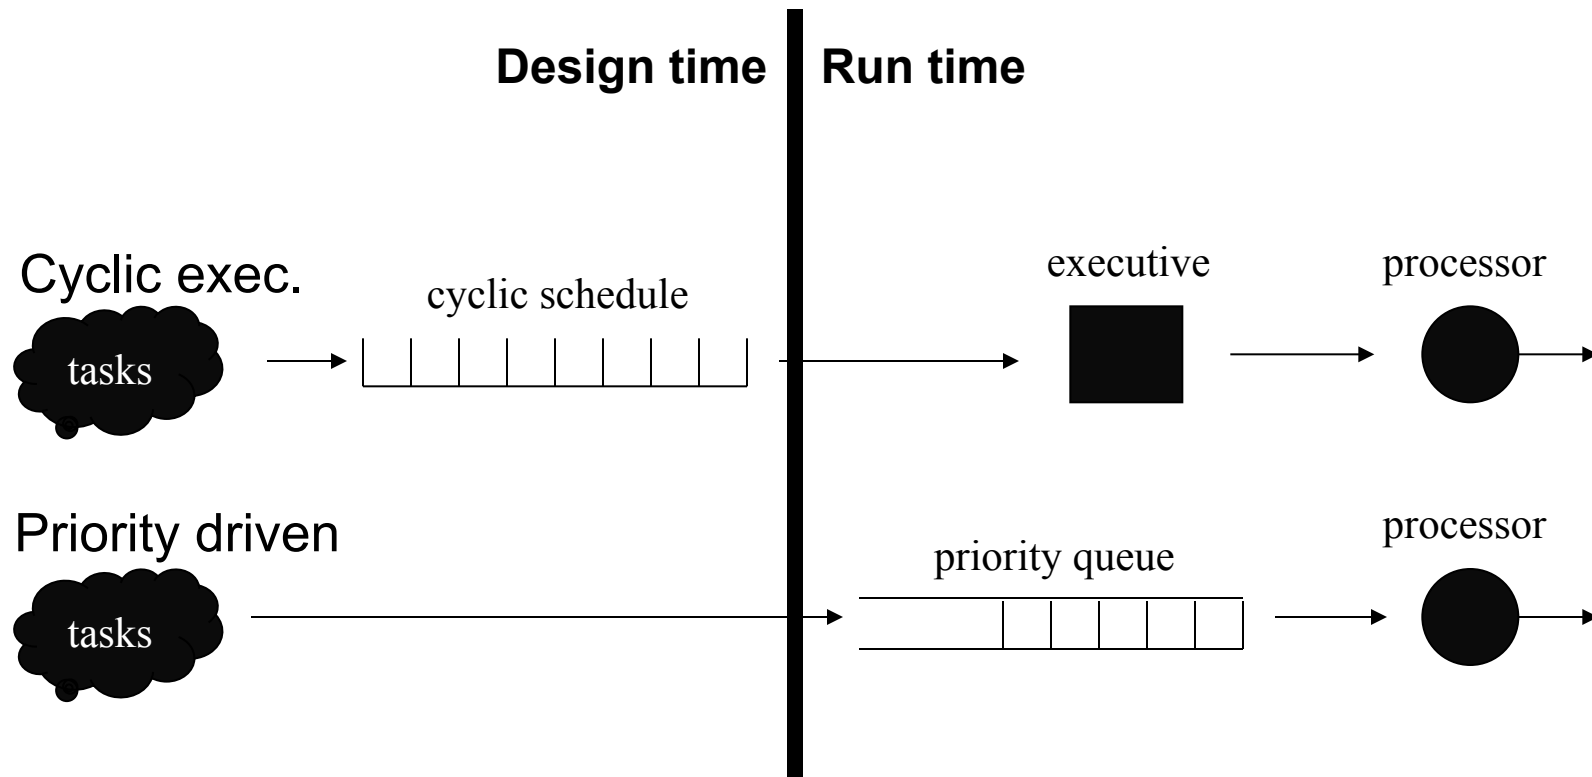 Design time
Run time
Cyclic exec.
tasks
cyclic schedule
executive
processor
Priority driven
tasks
priority queue
processor